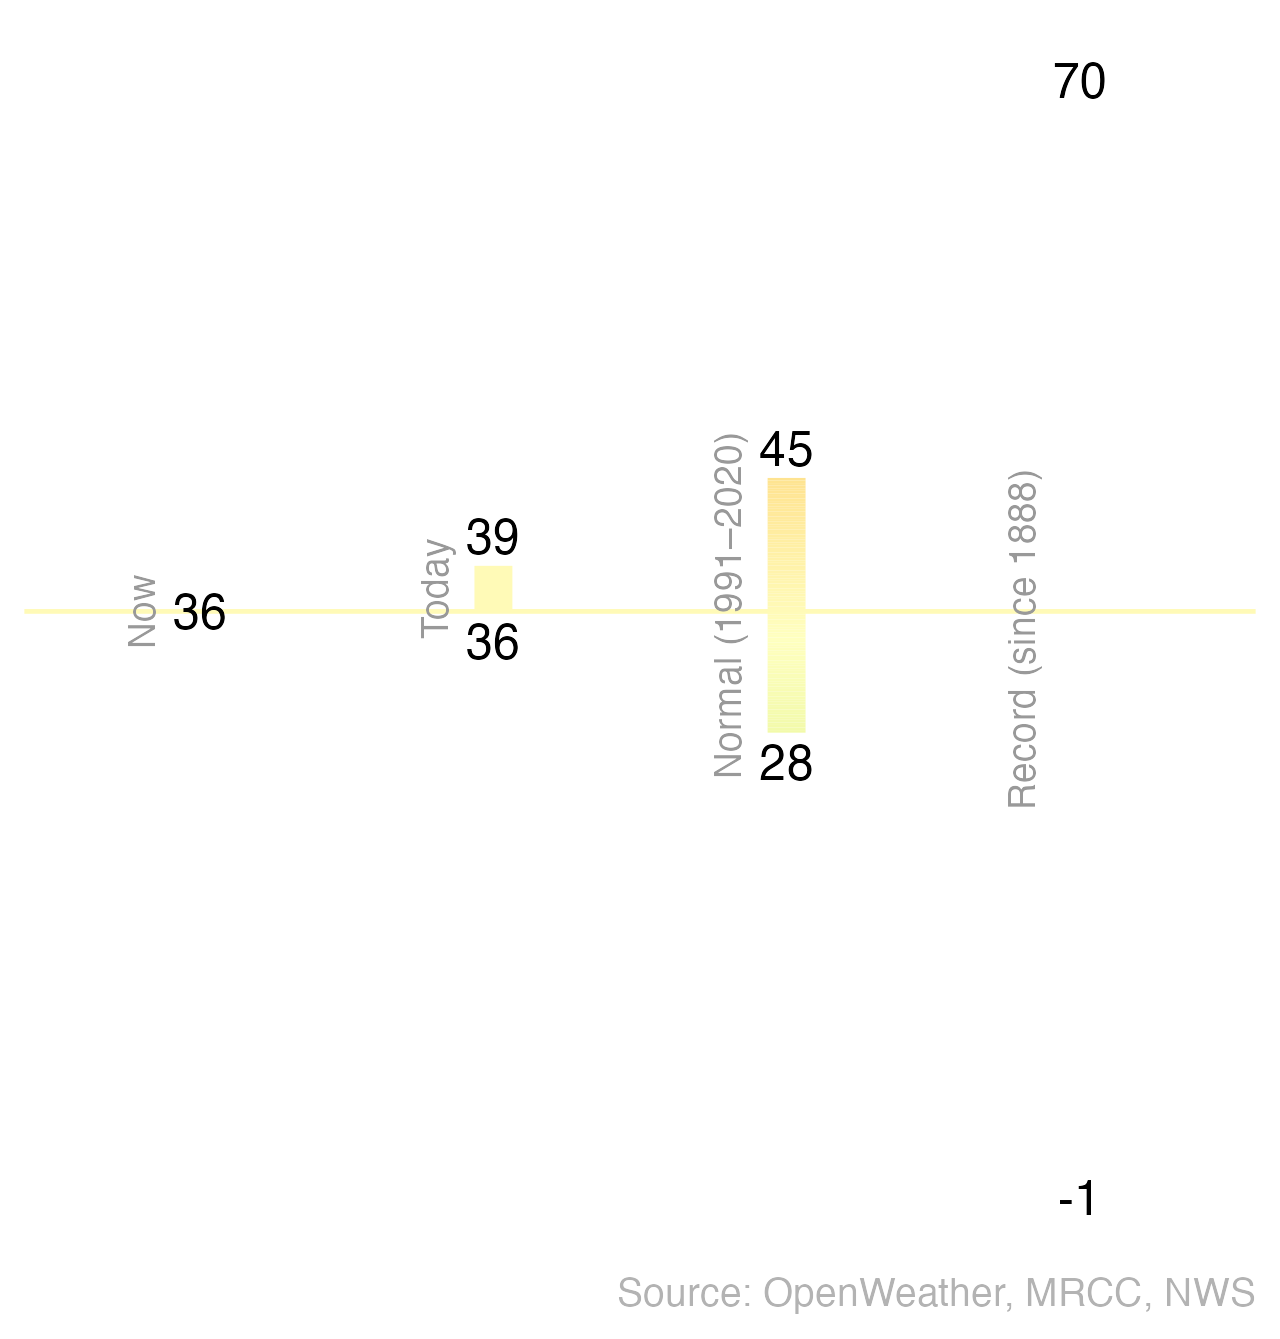 70
45
39
Now
36
Today
36
Normal (1991–2020)
28
Record (since 1888)
-1
Source: OpenWeather, MRCC, NWS